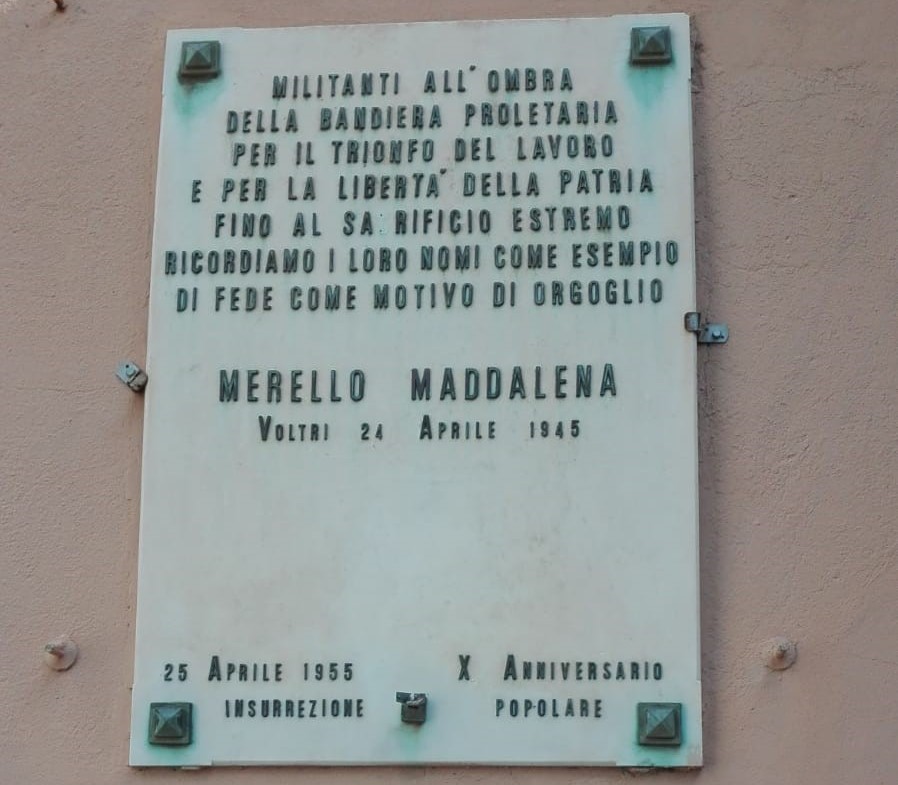 MILITANTI ALL'OMBRA
DELLA BANDIERA PROLETARIA
PER IL TRIONFO DEL LAVORO
E PER LA LIBERTA' DELLA PATRIA
FINO AL SA RIFICIO ESTREMO
RICORDIAMO I LORO NOMI COME ESEMPIO
DI FEDE COME MOTIVO DI ORGOGLIO
MERELLO MADDALENA
VOLTRI 24 APRILE 1945
25 APRILE 1955 X ANNIVERSARIO
INSURREZIONE POPOLARE